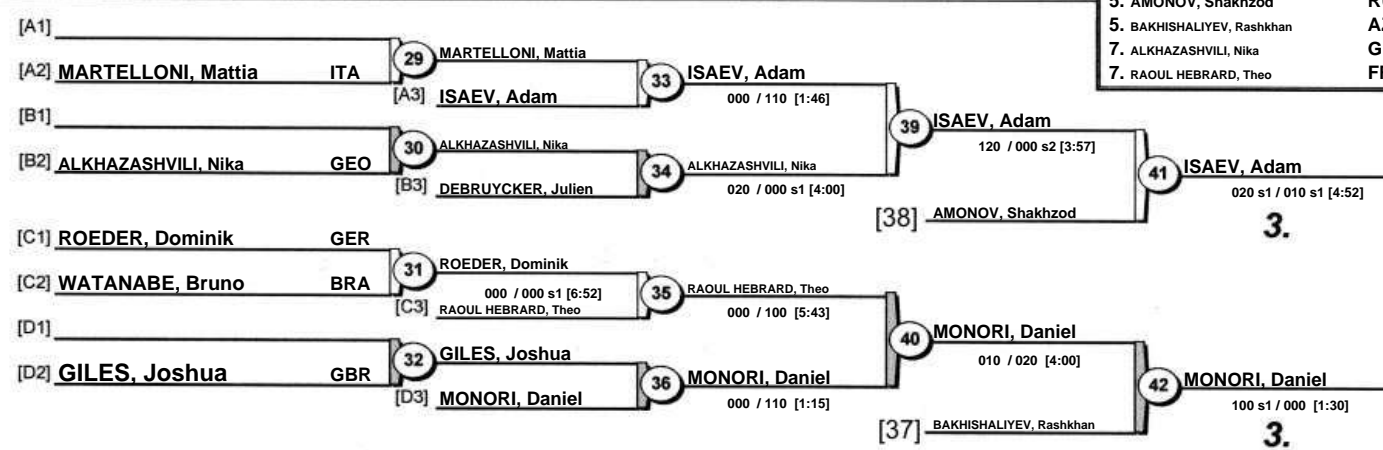 5. AMONOV, Shakhzod
5. BAKHISHALIYEV, Rashkhan
7. ALKHAZASHVILI, Nika
7. RAOUL HEBRARD, Theo
[A1]
[A2] MARTELLONI, Mattia ITA
29
MARTELLONI, Mattia
[A3] ISAEV, Adam
33
ISAEV, Adam
000 / 110 [1:46]
[B1]
[B2] ALKHAZASHVILI, Nika GEO
30
ALKHAZASHVILI, Nika
[B3] DEBRUYCKER, Julien
34
ALKHAZASHVILI, Nika
020 / 000 s1 [4:00]
39
ISAEV, Adam
120 / 000 s2 [3:57]
[38] AMONOV, Shakhzod
41
ISAEV, Adam
020 s1 / 010 s1 [4:52]
3.
[C1] ROEDER, Dominik GER
[C2] WATANABE, Bruno BRA
31
ROEDER, Dominik
000 / 000 s1 [6:52]
[C3] RAOUL HEBRARD, Theo
35
RAOUL HEBRARD, Theo
000 / 100 [5:43]
[D1]
[D2] GILES, Joshua GBR
32
GILES, Joshua
[D3] MONORI, Daniel
36
MONORI, Daniel
000 / 110 [1:15]
40
MONORI, Daniel
010 / 020 [4:00]
[37] BAKHISHALIYEV, Rashkhan
42
MONORI, Daniel
100 s1 / 000 [1:30]
3.